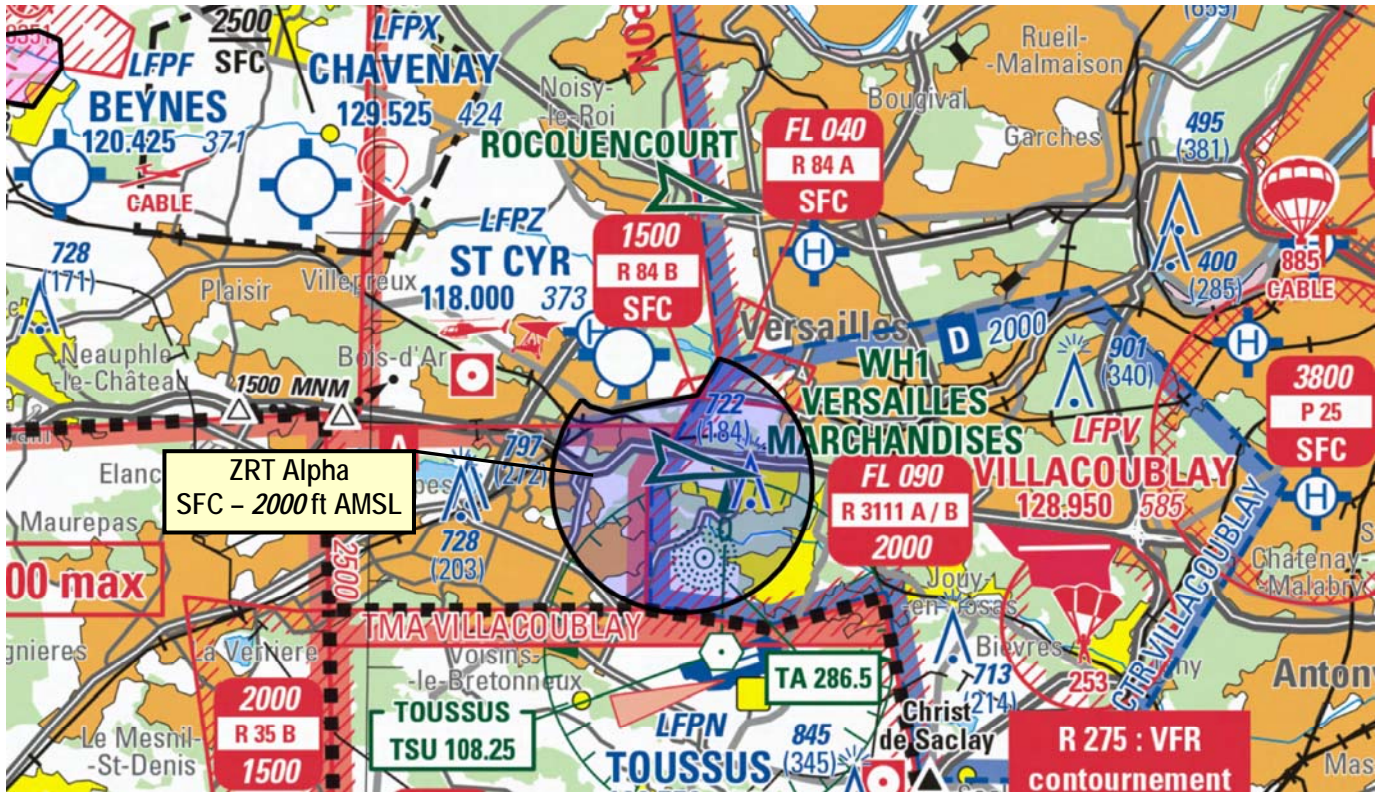 2500
SFC
LFPX
CHAVENAY
129.525 424
LFPF
BEYNES
120.425 371
CABLE
Noisy-
-le-Roi
Bougival
Rueil-
-Malmaison
Garches
ROCQUENCOURT
FL 040
R 84 A
SFC
495
(381)
400
(285)
885
CABLE
728
(171)
Plaisir
Villepreux
LFPZ
ST CYR
118.000 373
1500
R 84 B
SFC
Versailles
D
2000
901
(340)
3800
P 25
SFC
Neauphle
-le-Château
Bois-d'Ar
1500 MNM
WH1
VERSAILLES
MARCHANDISES
722
(184)
A
797
(272)
Elanc
ZRT Alpha
SFC – 2000 ft AMSL
728
(203)
Maurepas
00 max
2500
FL 090
R 3111 A / B
2000
LFPV
VILLACOUBLAY
128.950 585
Chatenay-
-Malabry
Jouy-
-en-Josas
Bièvres
253
CTR VILLACOUBLAY
TMA VILLACOUBLAY
gnieres
La Verriere
Voisins-
-le-Bretonneux
TOUSSUS
TSU 108.25
TA 286.5
LFPN
TOUSSUS
845
(345)
713
(214)
Christ
de Saclay
Antony
2000
R 35 B
1500
Le Mesnil-
-St-Denis
R 275 : VFR
contournement
Mas